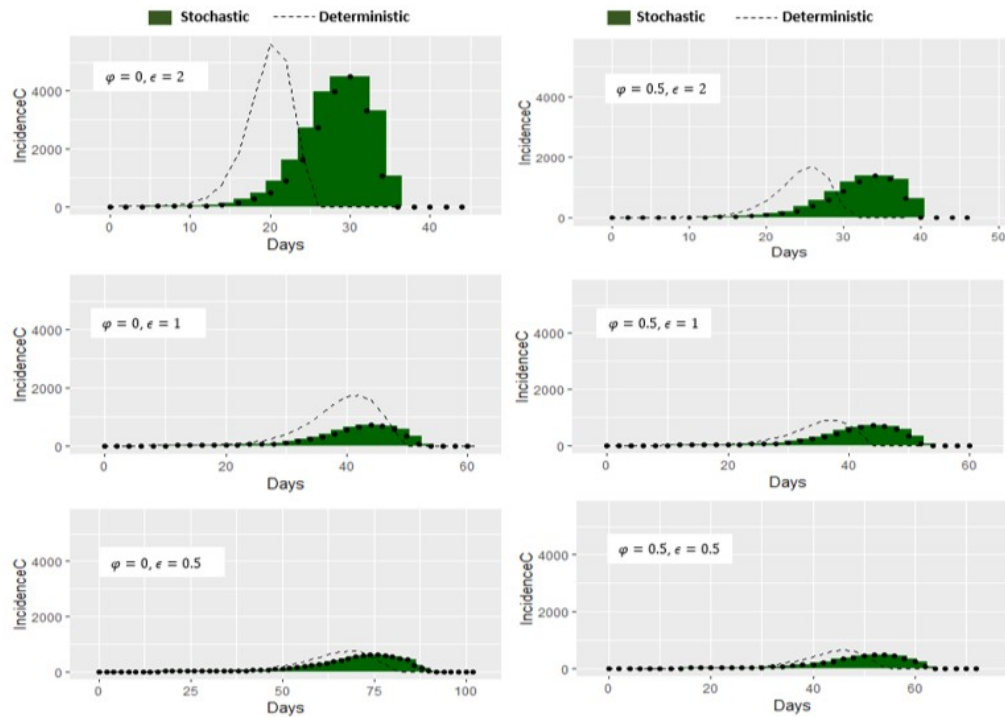 Stochastic Deterministic
Stochastic Deterministic
φ = 0, ϵ = 2
IncidenceC
4000
2000
0
0 10 20 30 40
Days
φ = 0.5, ϵ = 2
IncidenceC
4000
2000
0
0 10 20 30 40 50
Days
φ = 0, ϵ = 1
IncidenceC
4000
2000
0
0 20 40 60
Days
φ = 0.5, ϵ = 1
IncidenceC
4000
2000
0
0 20 40 60
Days
φ = 0, ϵ = 0.5
IncidenceC
4000
2000
0
0 25 50 75 100
Days
φ = 0.5, ϵ = 0.5
IncidenceC
4000
2000
0
0 20 40 60
Days